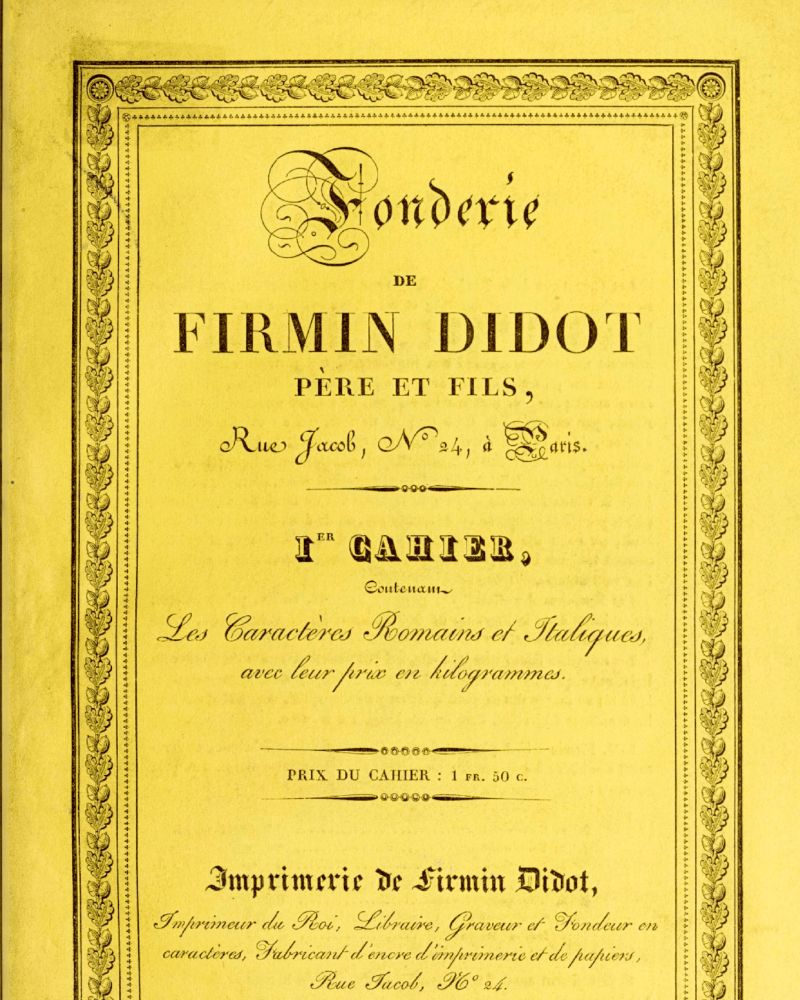 Fonderie
DE
FIRMIN DIDOT
PÈRE ET FILS,
Rue Jacob, N° 24, à Paris.
1ER CAHIER,
Contenant
Les Caractères Romains et Italiques,
avec leur prix en kilogrammes.
PRIX DU CAHIER : 1 FR. 50 C.
Imprimerie de Firmin Didot,
Imprimeur du Roi, Libraire, Graveur et Fondeur en
caractères, Fabricant d'encre d'imprimerie et de papiers,
Rue Jacob, N° 24.